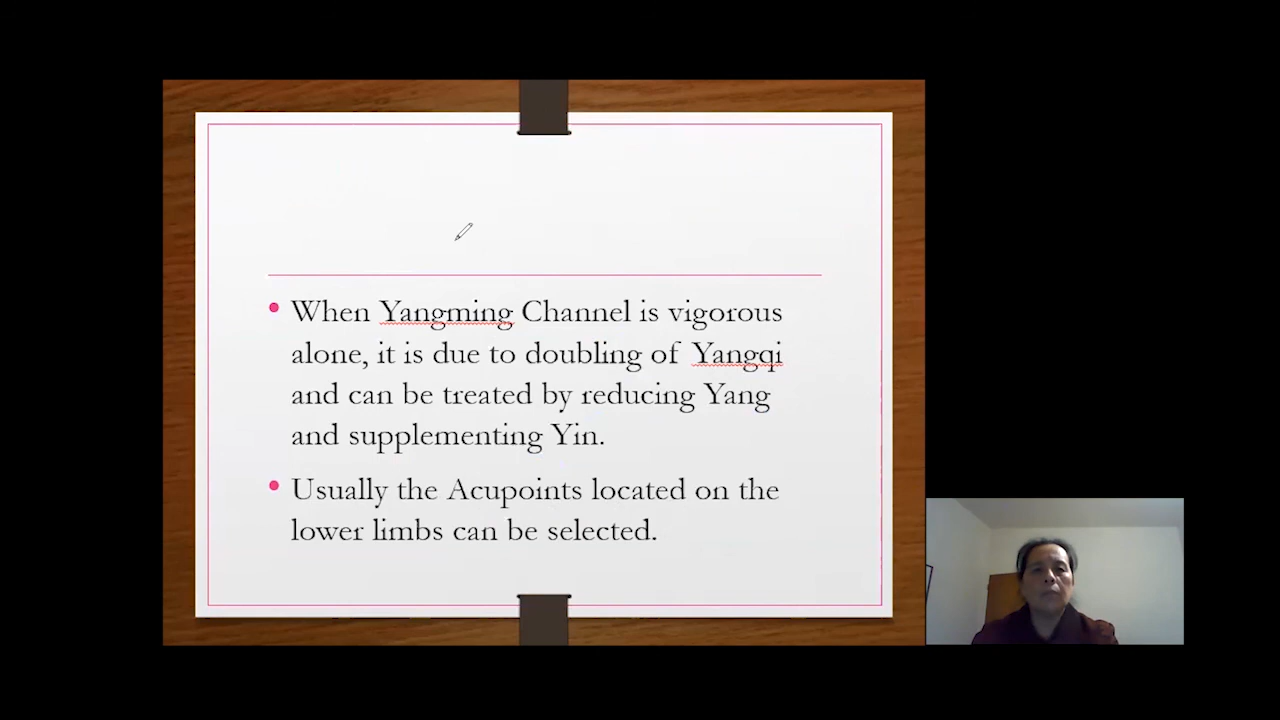 When Yangming Channel is vigorous
alone, it is due to doubling of Yangqi
and can be treated by reducing Yang
and supplementing Yin.
Usually the Acupoints located on the
lower limbs can be selected.